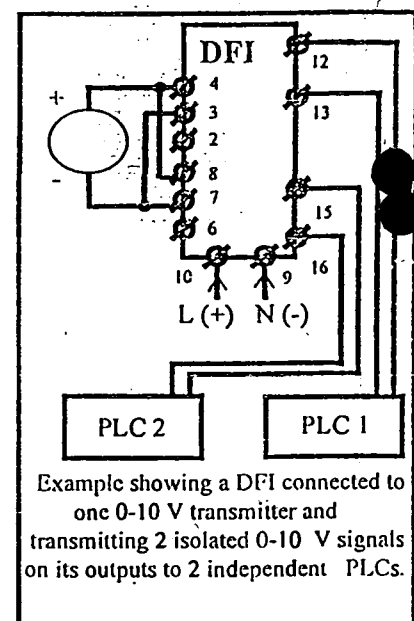 DFI
12
4
+
3
13
2
8
-
7
15
6
16
10
9
L (+) N (-)
PLC 2
PLC 1
Example showing a DFI connected to
one 0-10 V transmitter and
transmitting 2 isolated 0-10 V signals
on its outputs to 2 independent PLCs.